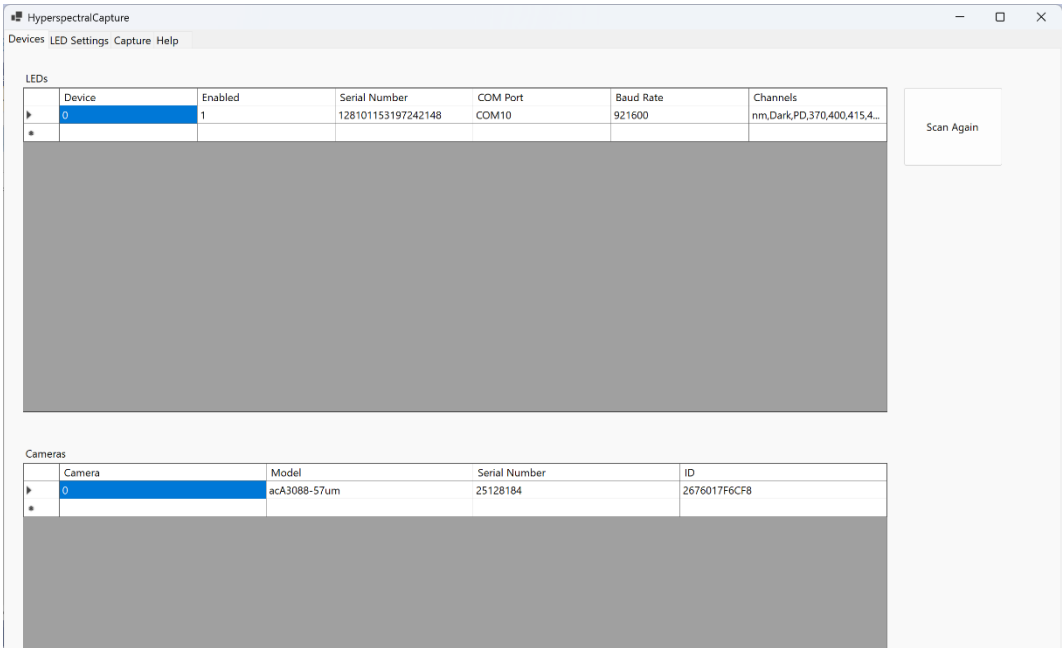 HyperspectralCapture
Devices LED Settings Capture Help
LEDs
Device Enabled Serial Number COM Port Baud Rate Channels
0 1 128101153197242148 COM10 921600 nm,Dark,PD,370,400,415,4...
Scan Again
Cameras
Camera Model Serial Number ID
0 acA3088-57um 25128184 2676017F6CF8